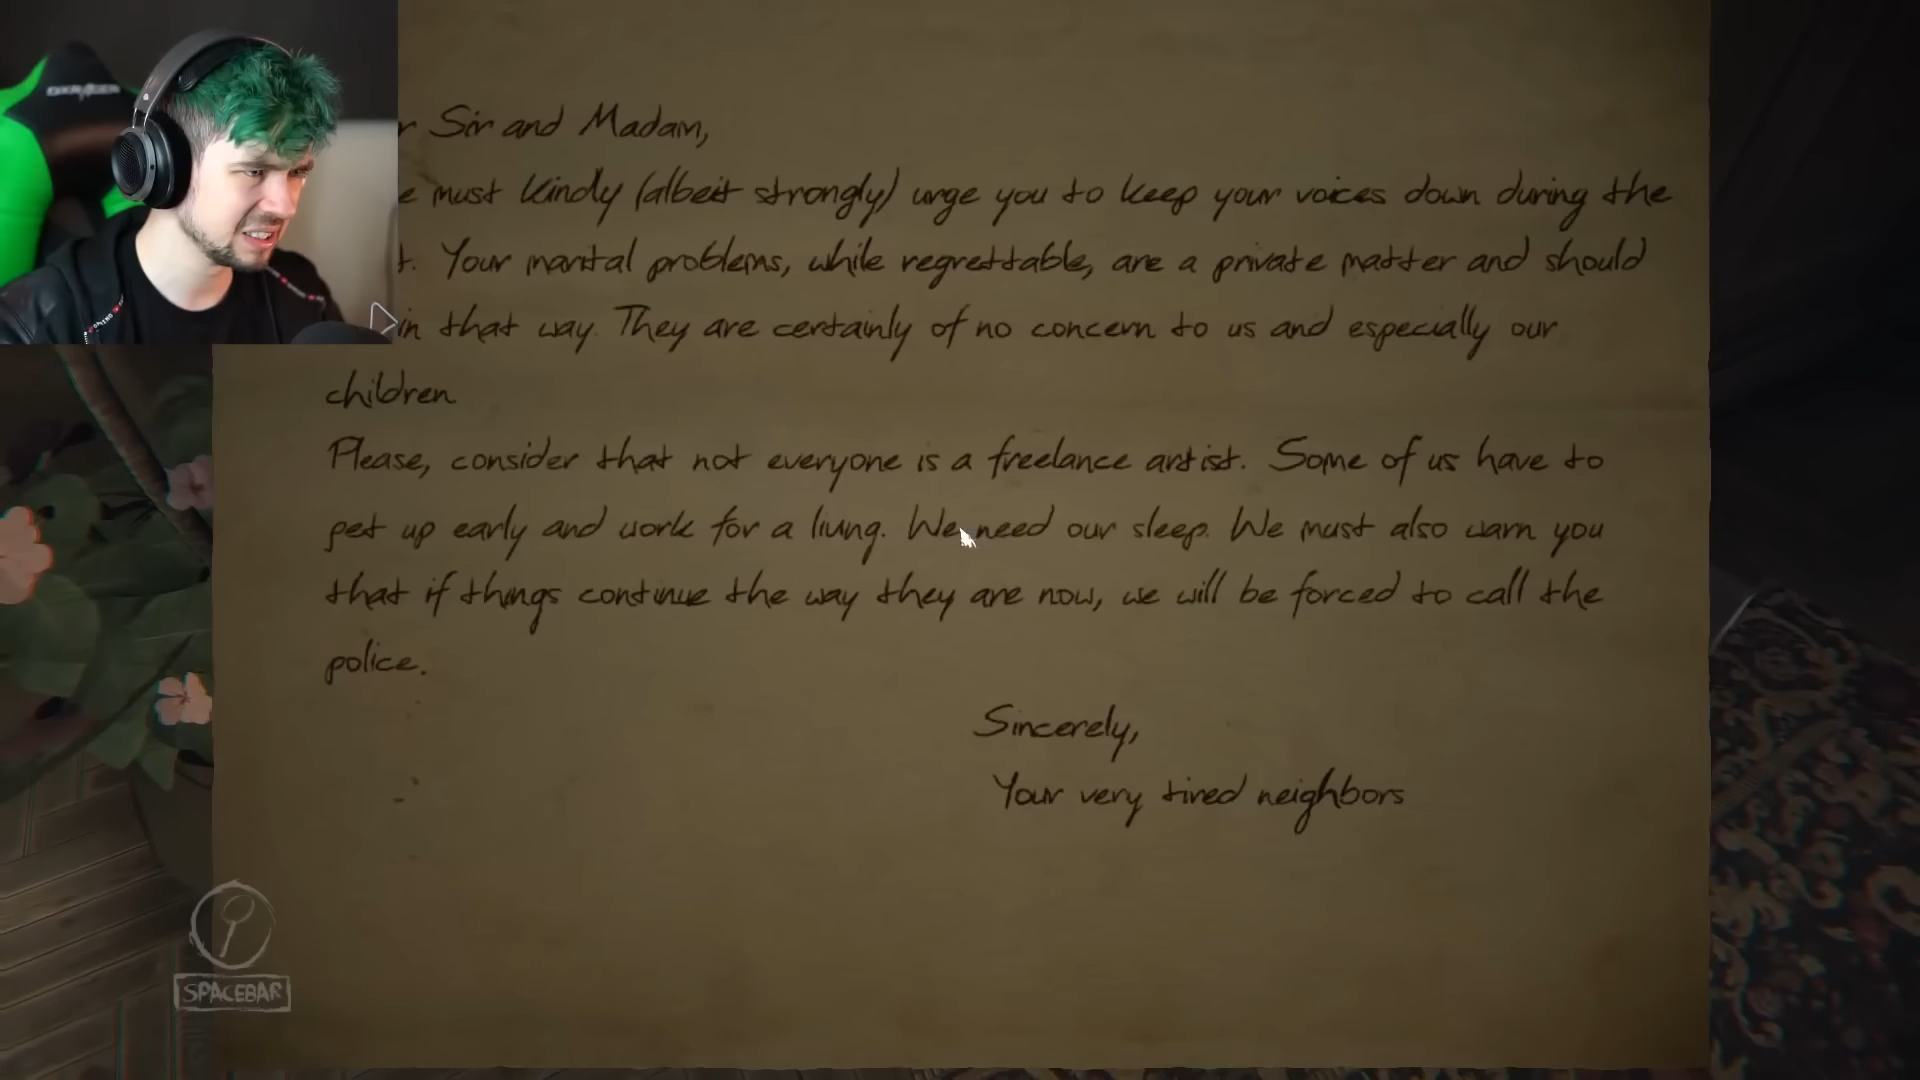 r Sir and Madam,
e must kindly (albeit strongly) urge you to keep your voices down during the
t. Your marital problems, while regrettable, are a private matter and should
in that way. They are certainly of no concern to us and especially our
children.
Please, consider that not everyone is a freelance artist. Some of us have to
get up early and work for a living. We need our sleep. We must also warn you
that if things continue the way they are now, we will be forced to call the
police.
Sincerely,
Your very tired neighbors
SPACEBAR